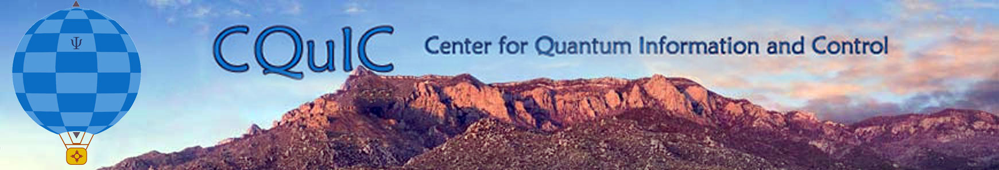 Ψ
CQuIC
Center for Quantum Information and Control